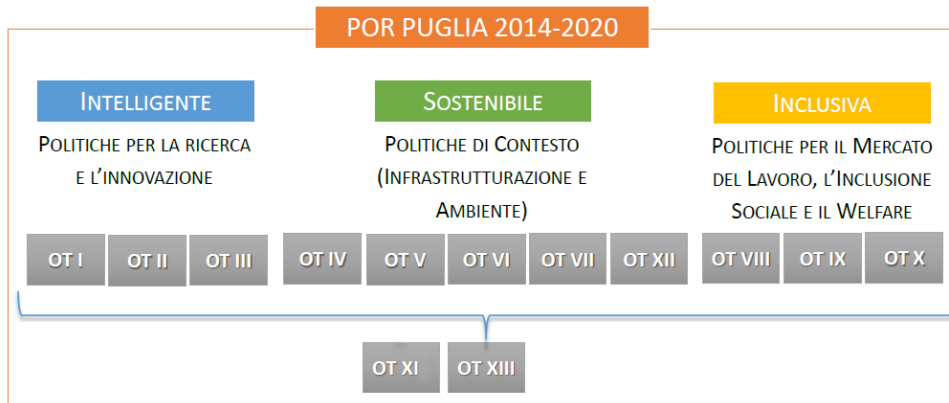 POR PUGLIA 2014-2020
INTELLIGENTE
POLITICHE PER LA RICERCA
E L'INNOVAZIONE
SOSTENIBILE
POLITICHE DI CONTESTO
(INFRASTRUTTURAZIONE E
AMBIENTE)
INCLUSIVA
POLITICHE PER IL MERCATO
DEL LAVORO, L'INCLUSIONE
SOCIALE E IL WELFARE
OT I OT II OT III OT IV OT V OT VI OT VII OT XII OT VIII OT IX OT X
OT XI OT XIII